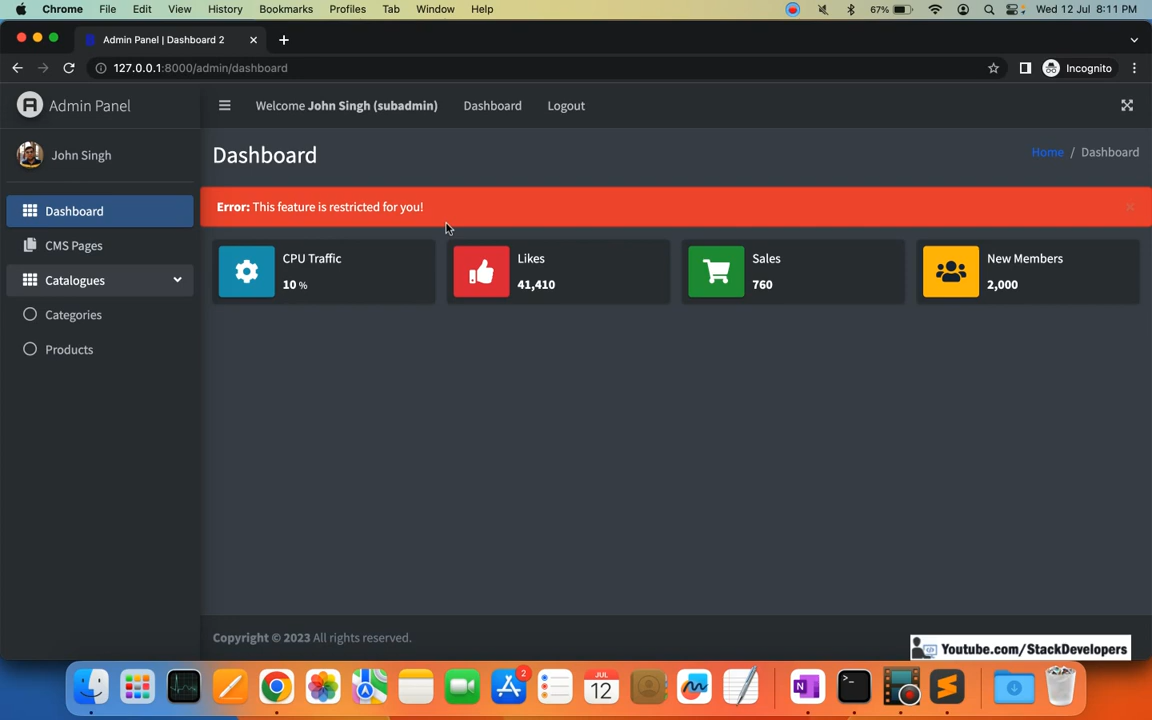 Chrome File Edit View History Bookmarks Profiles Tab Window Help 67% Wed 12 Jul 8:11 PM
Admin Panel | Dashboard 2
127.0.0.1:8000/admin/dashboard Incognito
Admin Panel Welcome John Singh (subadmin) Dashboard Logout
John Singh
Dashboard
Home / Dashboard
Dashboard
Error: This feature is restricted for you! ×
CMS Pages
Catalogues
Categories
Products
CPU Traffic
10 %
Likes
41,410
Sales
760
New Members
2,000
Copyright © 2023 All rights reserved.
Youtube.com/StackDevelopers
2
JUL
12